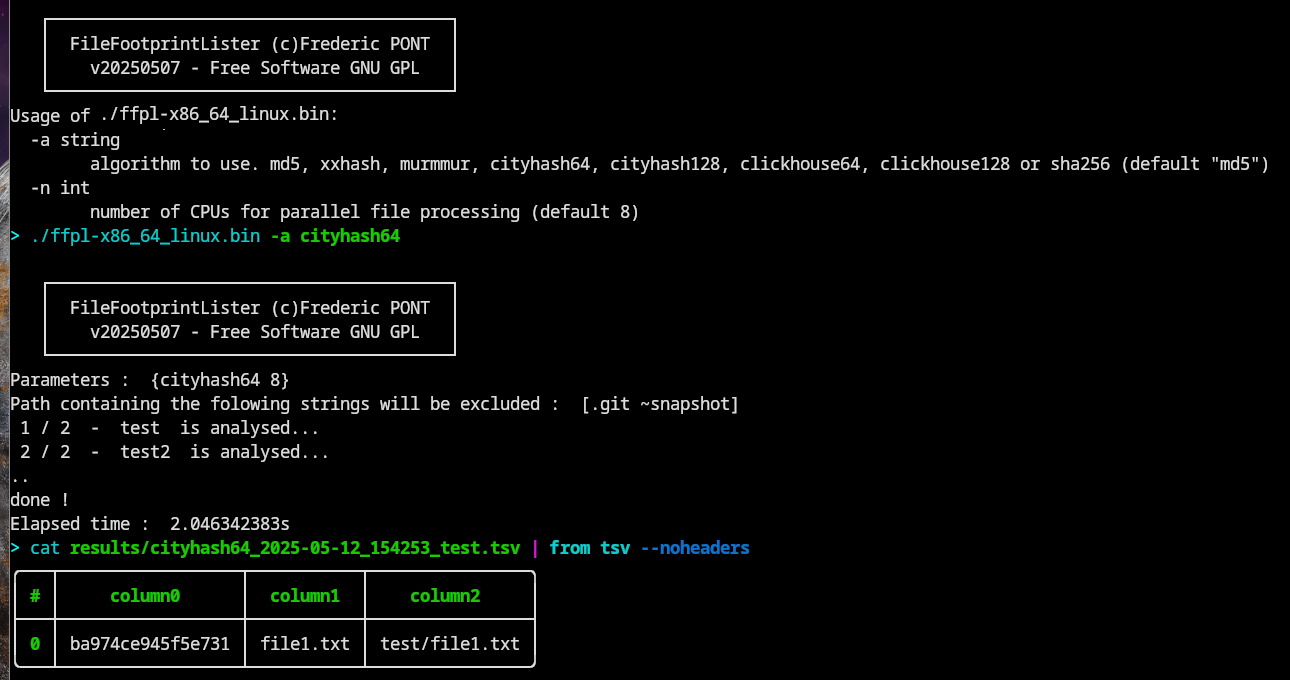 FileFootprintLister (c)Frederic PONT
v20250507 - Free Software GNU GPL
Usage of ./ffpl-x86_64_linux.bin:
-a string
algorithm to use. md5, xxhash, murmmur, cityhash64, cityhash128, clickhouse64, clickhouse128 or sha256 (default "md5")
-n int
number of CPUs for parallel file processing (default 8)
> ./ffpl-x86_64_linux.bin -a cityhash64
FileFootprintLister (c)Frederic PONT
v20250507 - Free Software GNU GPL
Parameters :  {cityhash64 8}
Path containing the folowing strings will be excluded :  [.git ~snapshot]
1 / 2  -  test  is analysed...
2 / 2  -  test2  is analysed...
..
done !
Elapsed time :  2.046342383s
> cat results/cityhash64_2025-05-12_154253_test.tsv | from tsv --noheaders
# column0 column1 column2
0 ba974ce945f5e731 file1.txt test/file1.txt